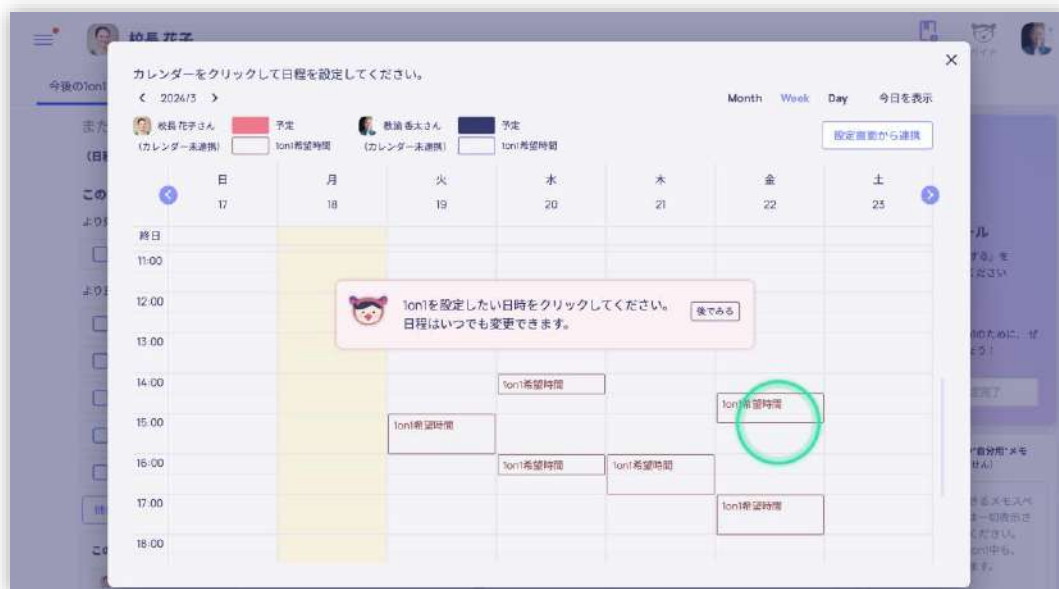 校長 花子
今後の1on1
カレンダーをクリックして日程を設定してください。
2024/3
Month Week Day 今日を表示
校長 花子さん 予定 教諭 香太さん 予定
(カレンダー未連携) 1on1希望時間 (カレンダー未連携) 1on1希望時間
設定画面から連携
日 月 火 水 木 金 土
17 18 19 20 21 22 23
終日
11:00
12:00
1on1を設定したい日時をクリックしてください。
日程はいつでも変更できます。
後でみる
13:00
14:00
1on1希望時間
1on1希望時間
15:00
1on1希望時間
16:00
1on1希望時間 1on1希望時間
17:00
1on1希望時間
18:00